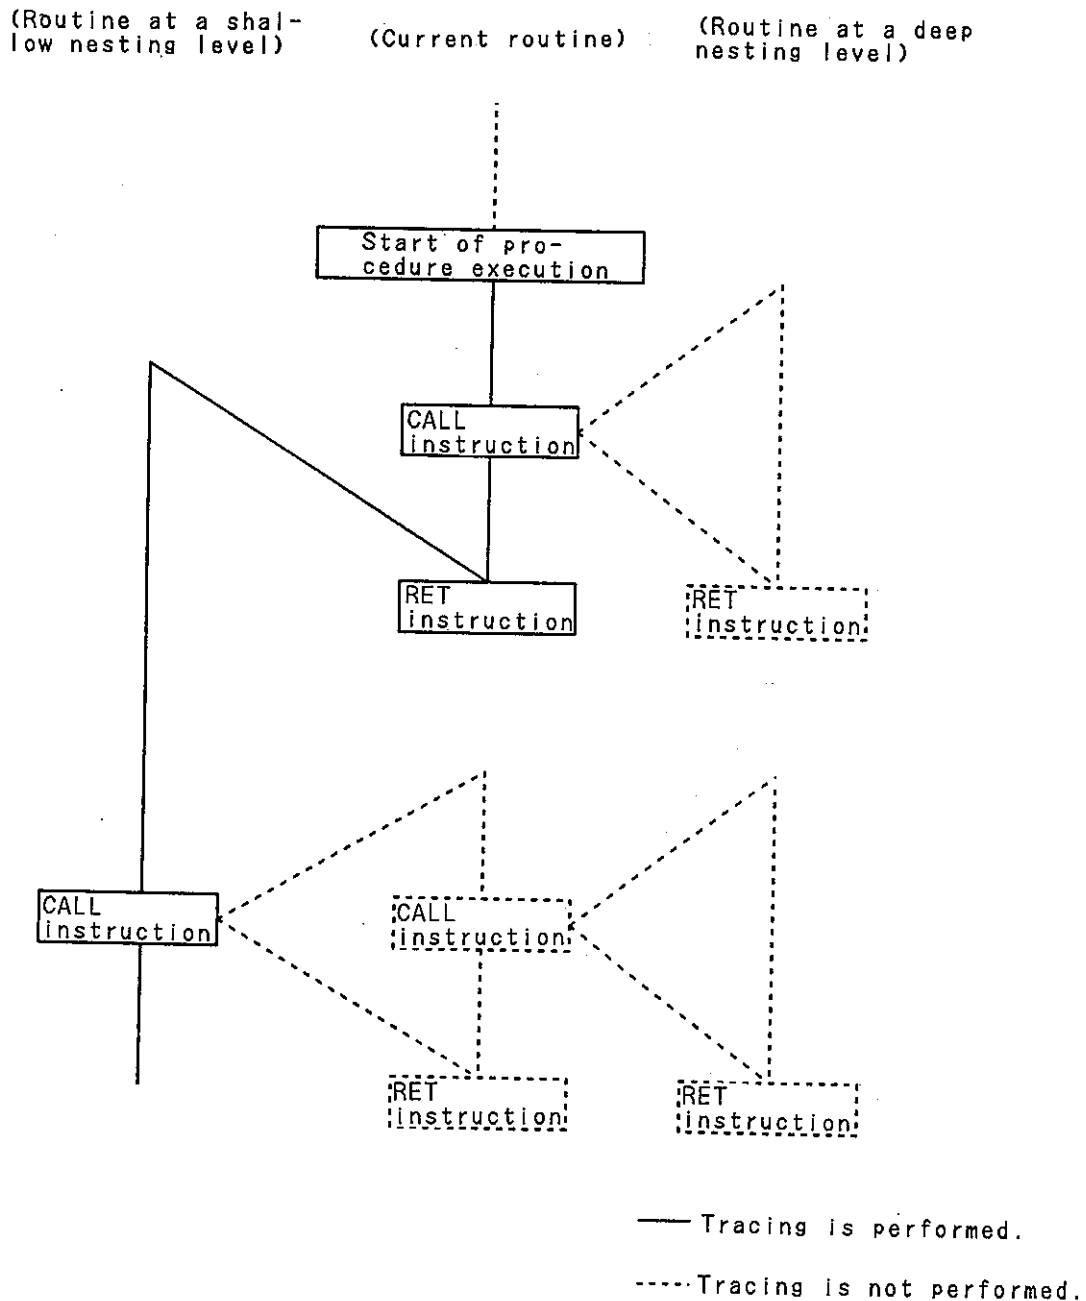 (Routine at a shal-
low nesting level)
(Current routine)
(Routine at a deep
nesting level)
Start of pro-
cedure execution
CALL
instruction
RET
instruction
RET
instruction
CALL
instruction
CALL
instruction
RET
instruction
RET
instruction
Tracing is performed.
Tracing is not performed.